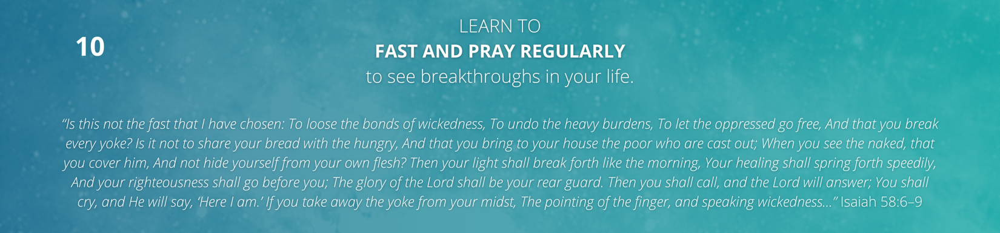 10
LEARN TO
FAST AND PRAY REGULARLY
to see breakthroughs in your life.
“Is this not the fast that I have chosen: To loose the bonds of wickedness, To undo the heavy burdens, To let the oppressed go free, And that you break
every yoke? Is it not to share your bread with the hungry, And that you bring to your house the poor who are cast out; When you see the naked, that
you cover him, And not hide yourself from your own flesh? Then your light shall break forth like the morning, Your healing shall spring forth speedily,
And your righteousness shall go before you; The glory of the Lord shall be your rear guard. Then you shall call, and the Lord will answer; You shall
cry, and He will say, ‘Here I am.’ If you take away the yoke from your midst, The pointing of the finger, and speaking wickedness...” Isaiah 58:6–9